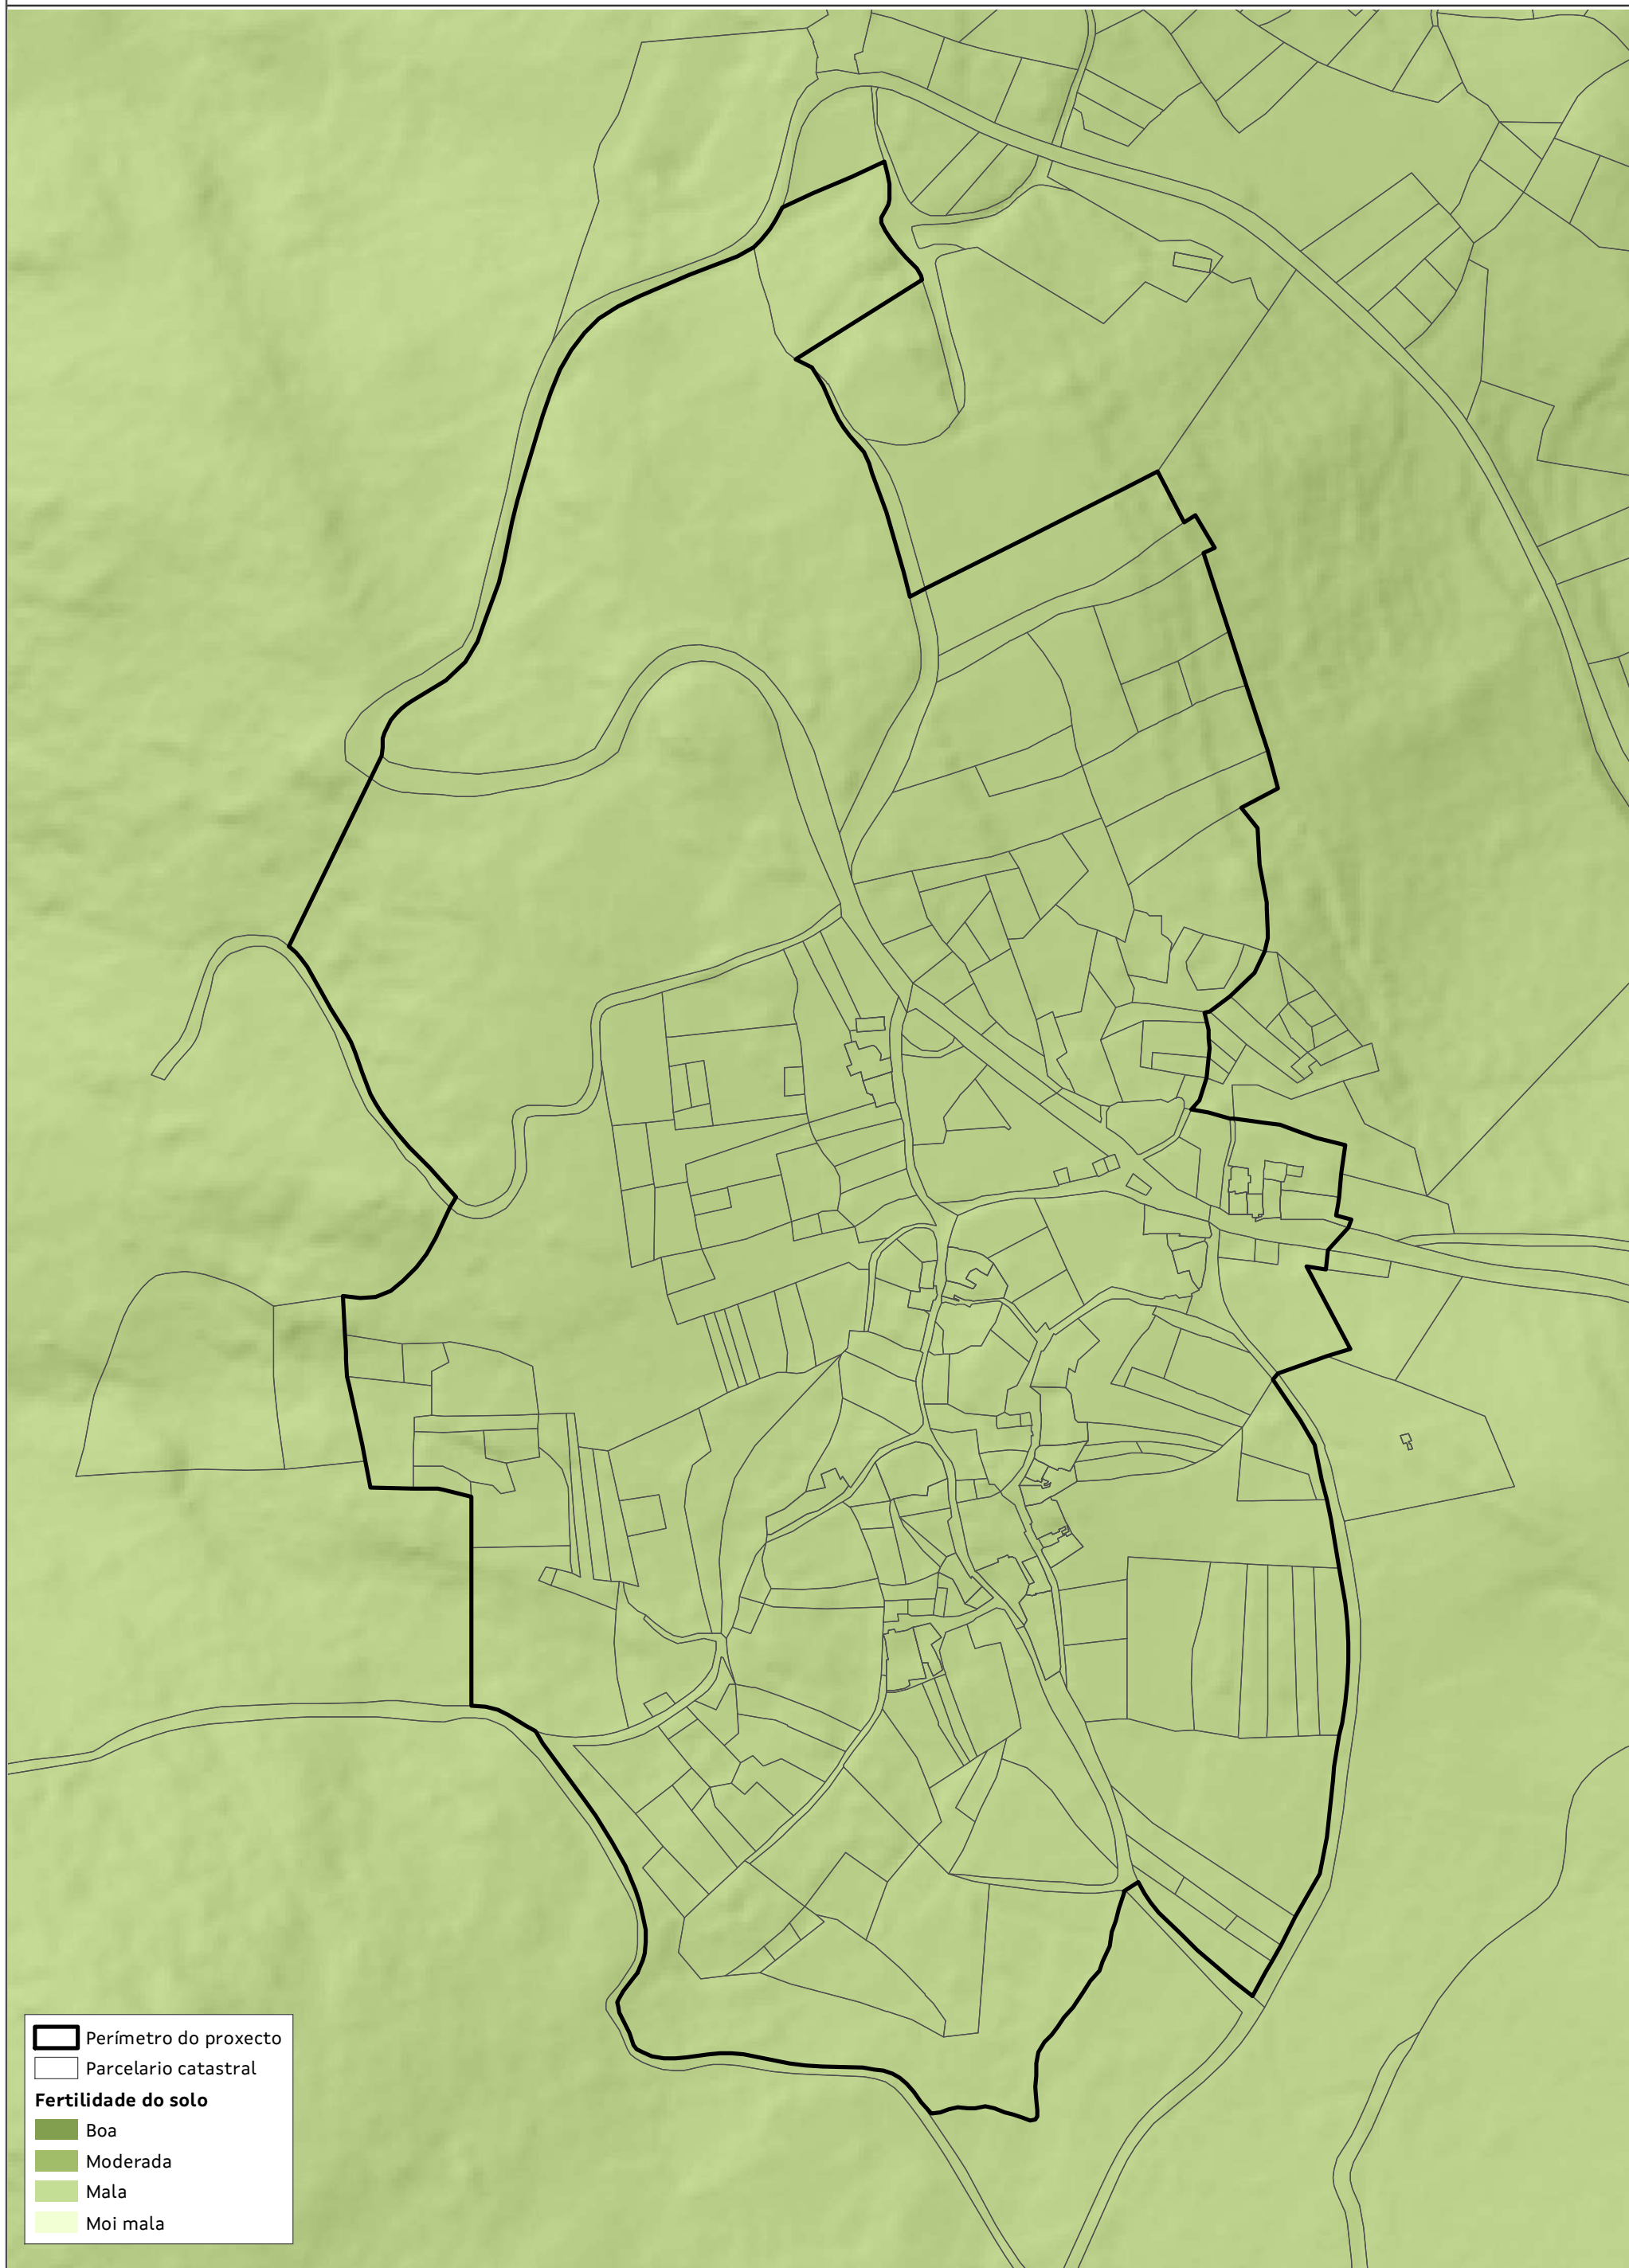 Perímetro do proxecto
Parcelario catastral
Fertilidade do solo
Boa
Moderada
Mala
Moi mala